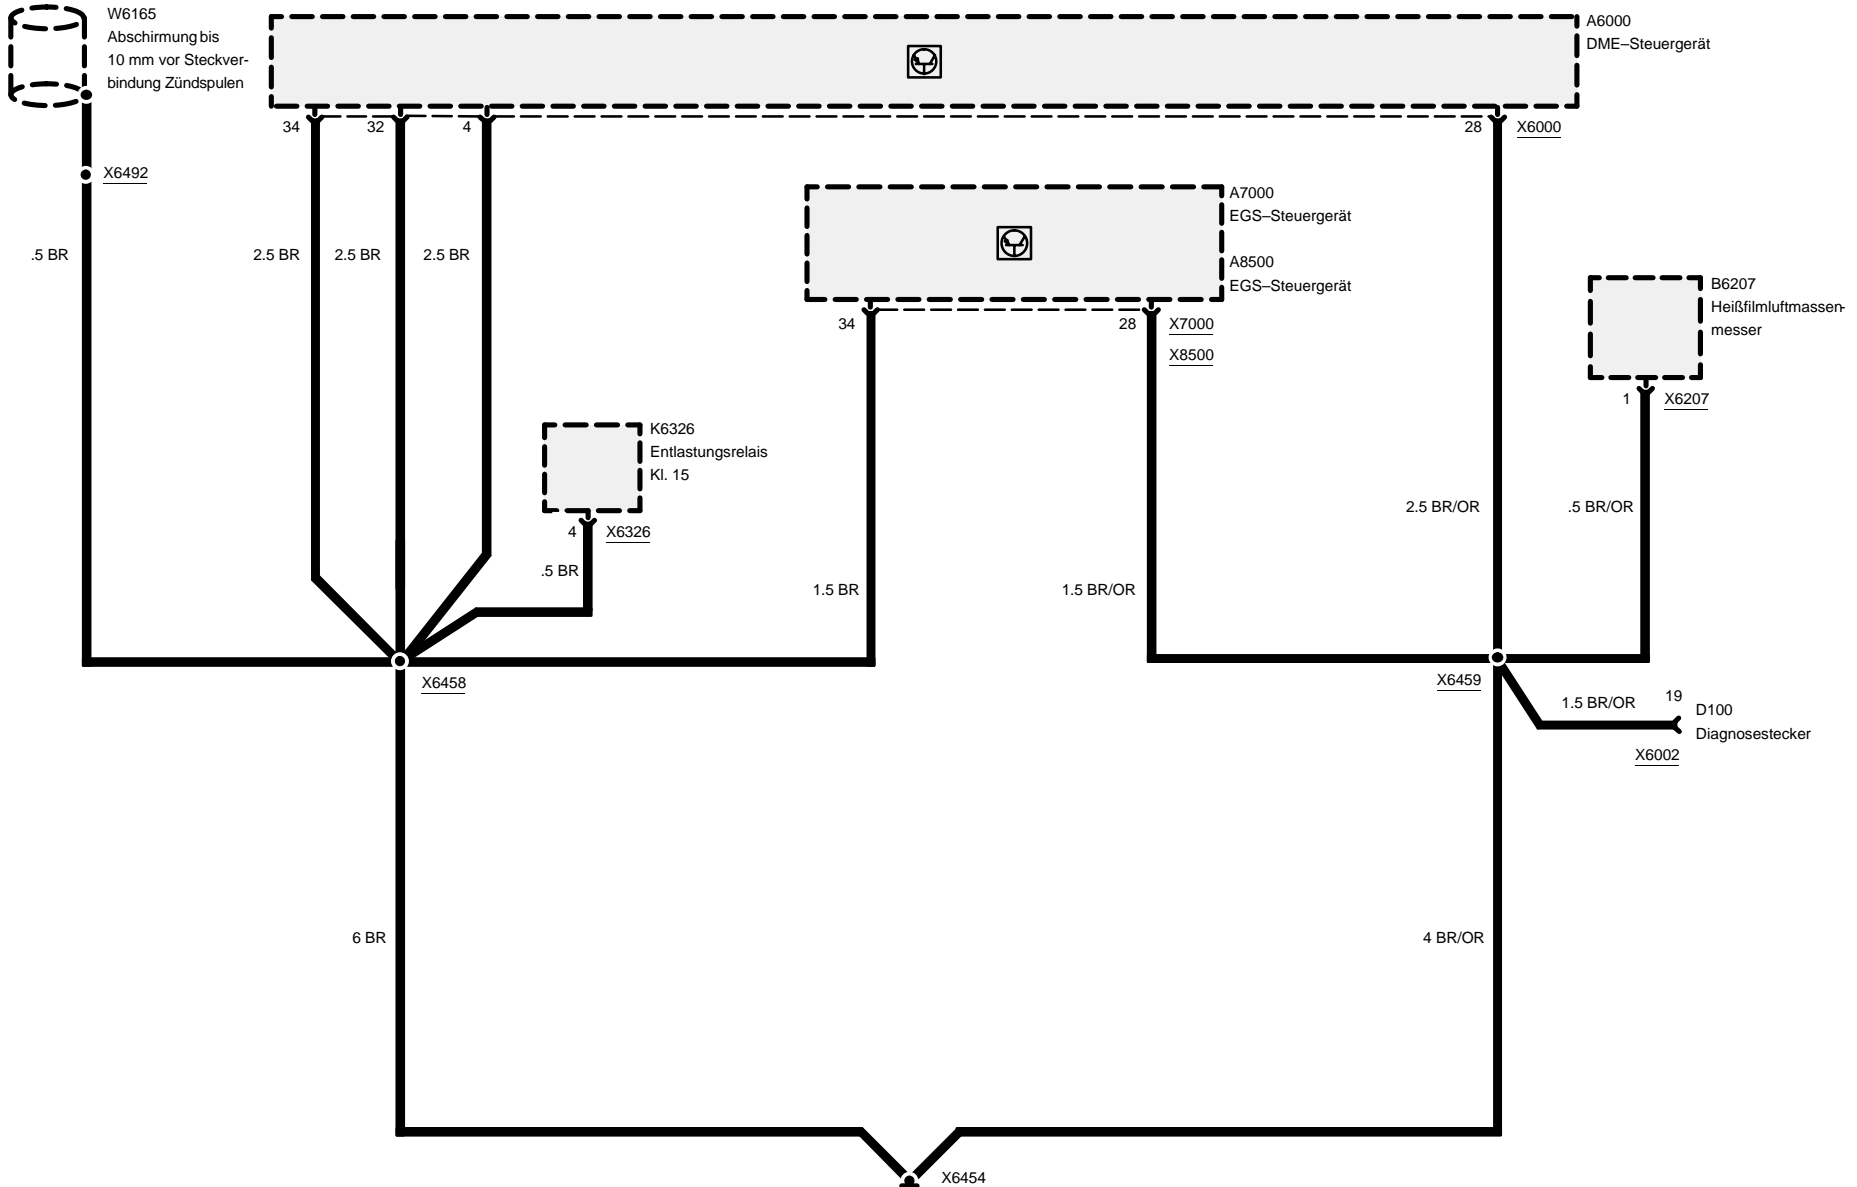 W6165
Abschirmung bis
10 mm vor Steckver-
bindung Zündspulen
A6000
DME–Steuergerät
34
32
4
28
X6000
X6492
A7000
EGS–Steuergerät
A8500
EGS–Steuergerät
.5 BR
2.5 BR
2.5 BR
2.5 BR
B6207
Heißfilmluftmassen-
messer
34
28
X7000
X8500
1
X6207
K6326
Entlastungsrelais
Kl. 15
4
X6326
2.5 BR/OR
.5 BR/OR
.5 BR
1.5 BR
1.5 BR/OR
X6458
X6459
1.5 BR/OR
19
D100
Diagnosestecker
X6002
6 BR
4 BR/OR
X6454